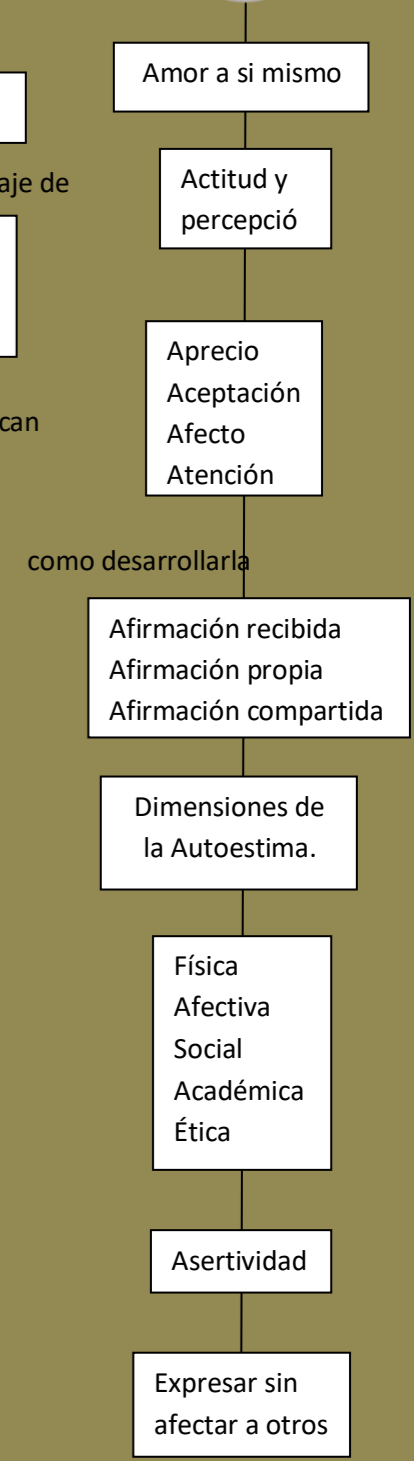 Amor a si mismo
aje de
Actitud y
percepció
Aprecio
Aceptación
Afecto
Atención
can
como desarrollarla
Afirmación recibida
Afirmación propia
Afirmación compartida
Dimensiones de
la Autoestima.
Física
Afectiva
Social
Académica
Ética
Asertividad
Expresar sin
afectar a otros